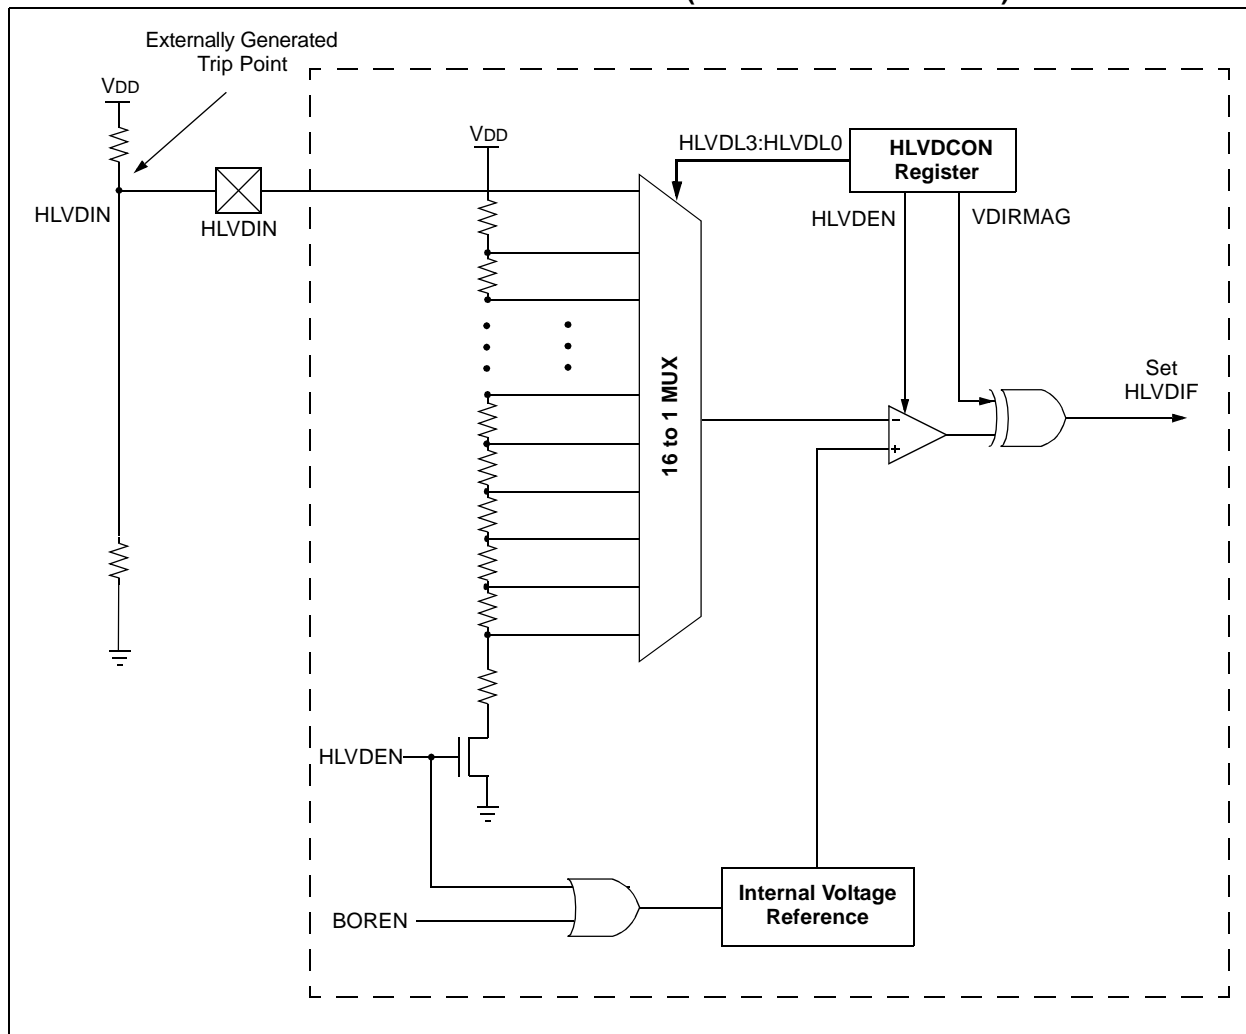 Externally Generated
Trip Point
VDD
VDD
HLVDL3:HLVDL0
HLVDCON
Register
HLVDIN
HLVDIN
HLVDEN
VDIRMAG
16 to 1 MUX
–
+
Set
HLVDIF
HLVDEN
BOREN
Internal Voltage
Reference